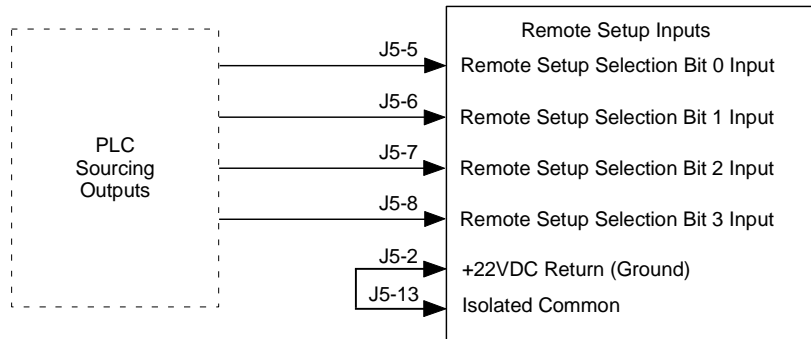 PLC
Sourcing
Outputs
Remote Setup Inputs
J5-5
Remote Setup Selection Bit 0 Input
J5-6
Remote Setup Selection Bit 1 Input
J5-7
Remote Setup Selection Bit 2 Input
J5-8
Remote Setup Selection Bit 3 Input
J5-2
+22VDC Return (Ground)
J5-13
Isolated Common